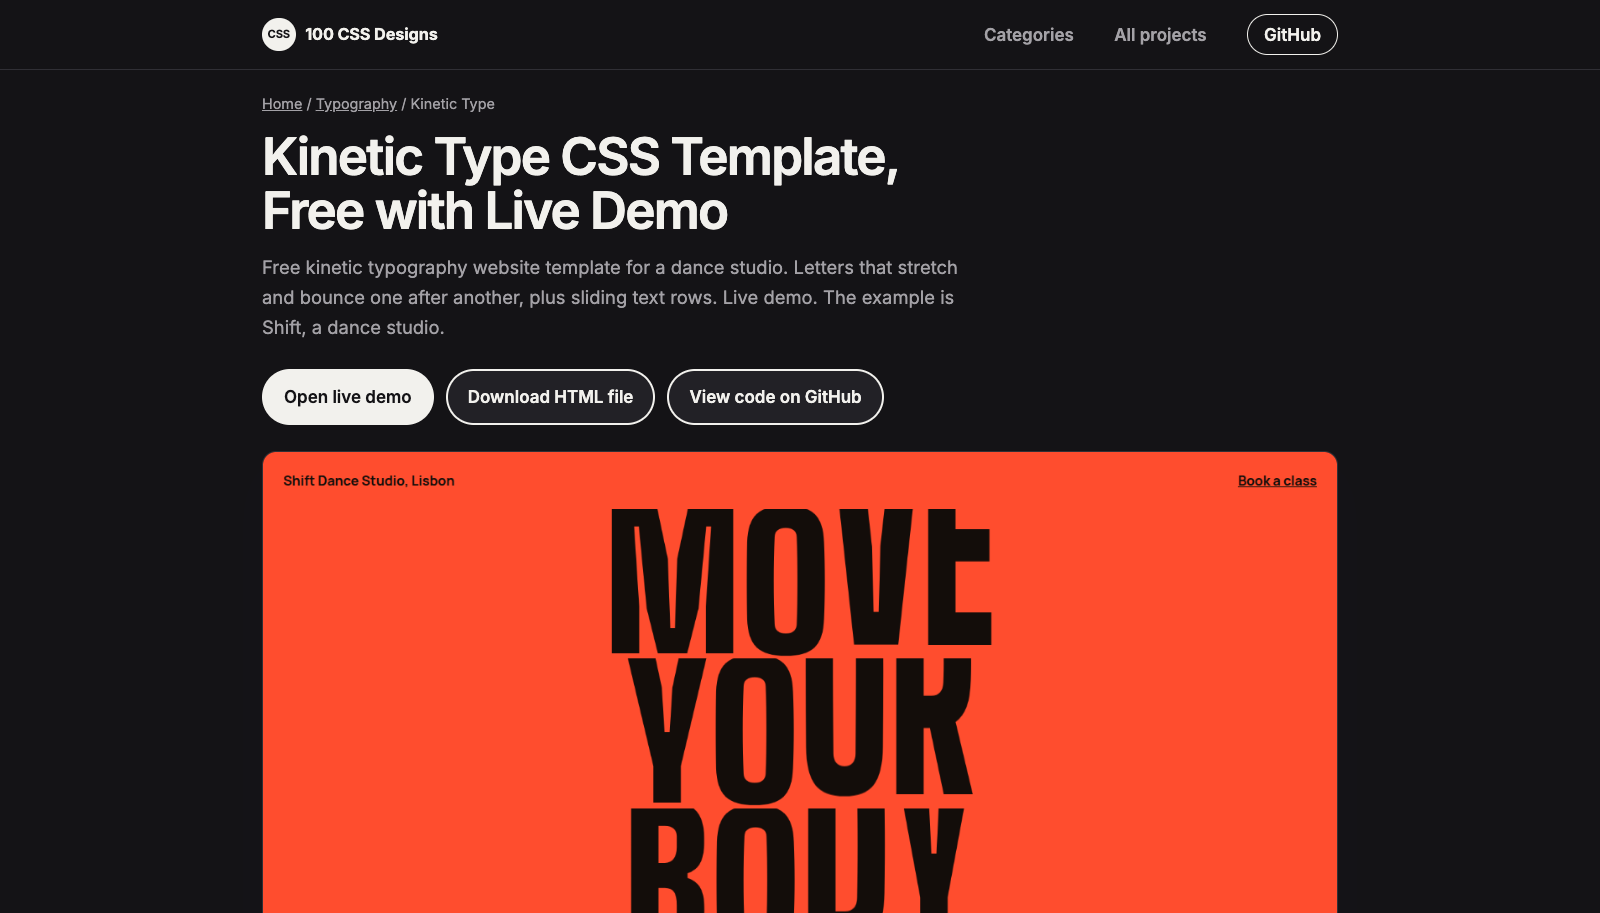 CSS 100 CSS Designs
Categories All projects GitHub
Home / Typography / Kinetic Type
Kinetic Type CSS Template,
Free with Live Demo
Free kinetic typography website template for a dance studio. Letters that stretch
and bounce one after another, plus sliding text rows. Live demo. The example is
Shift, a dance studio.
Open live demo Download HTML file View code on GitHub
Shift Dance Studio, Lisbon Book a class
MOVE
YOUR
BODY